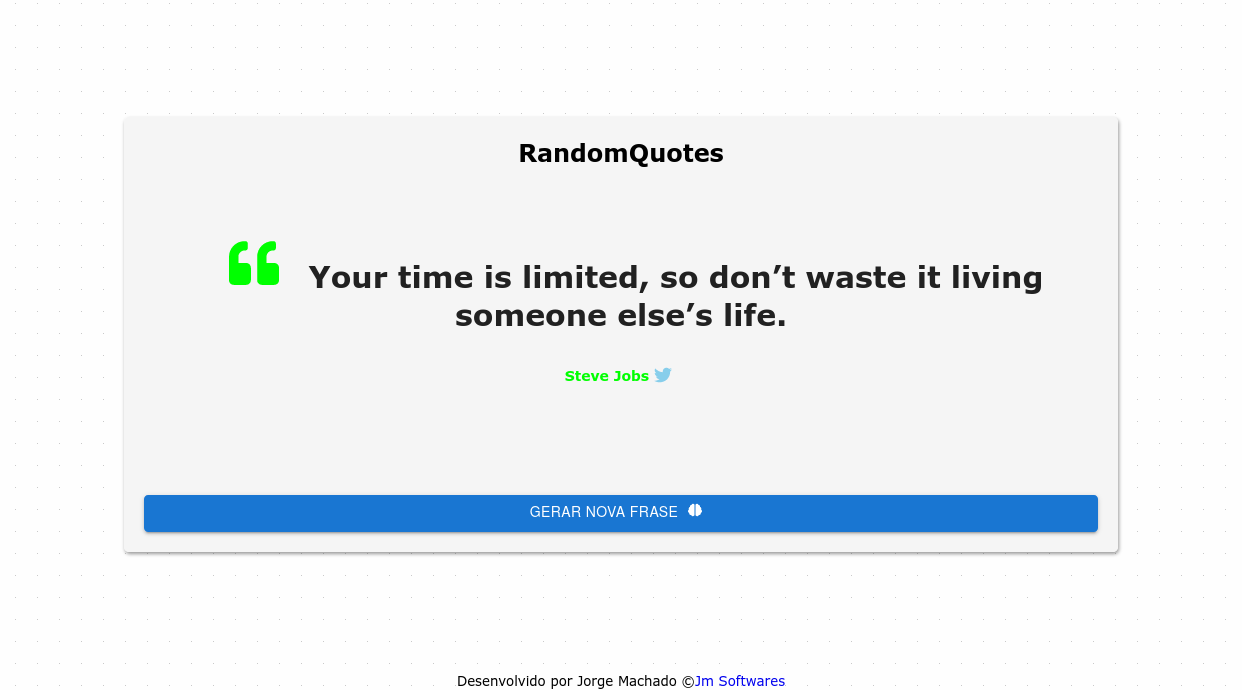 RandomQuotes
Your time is limited, so don’t waste it living
someone else’s life.
Steve Jobs
GERAR NOVA FRASE
Desenvolvido por Jorge Machado ©Jm Softwares